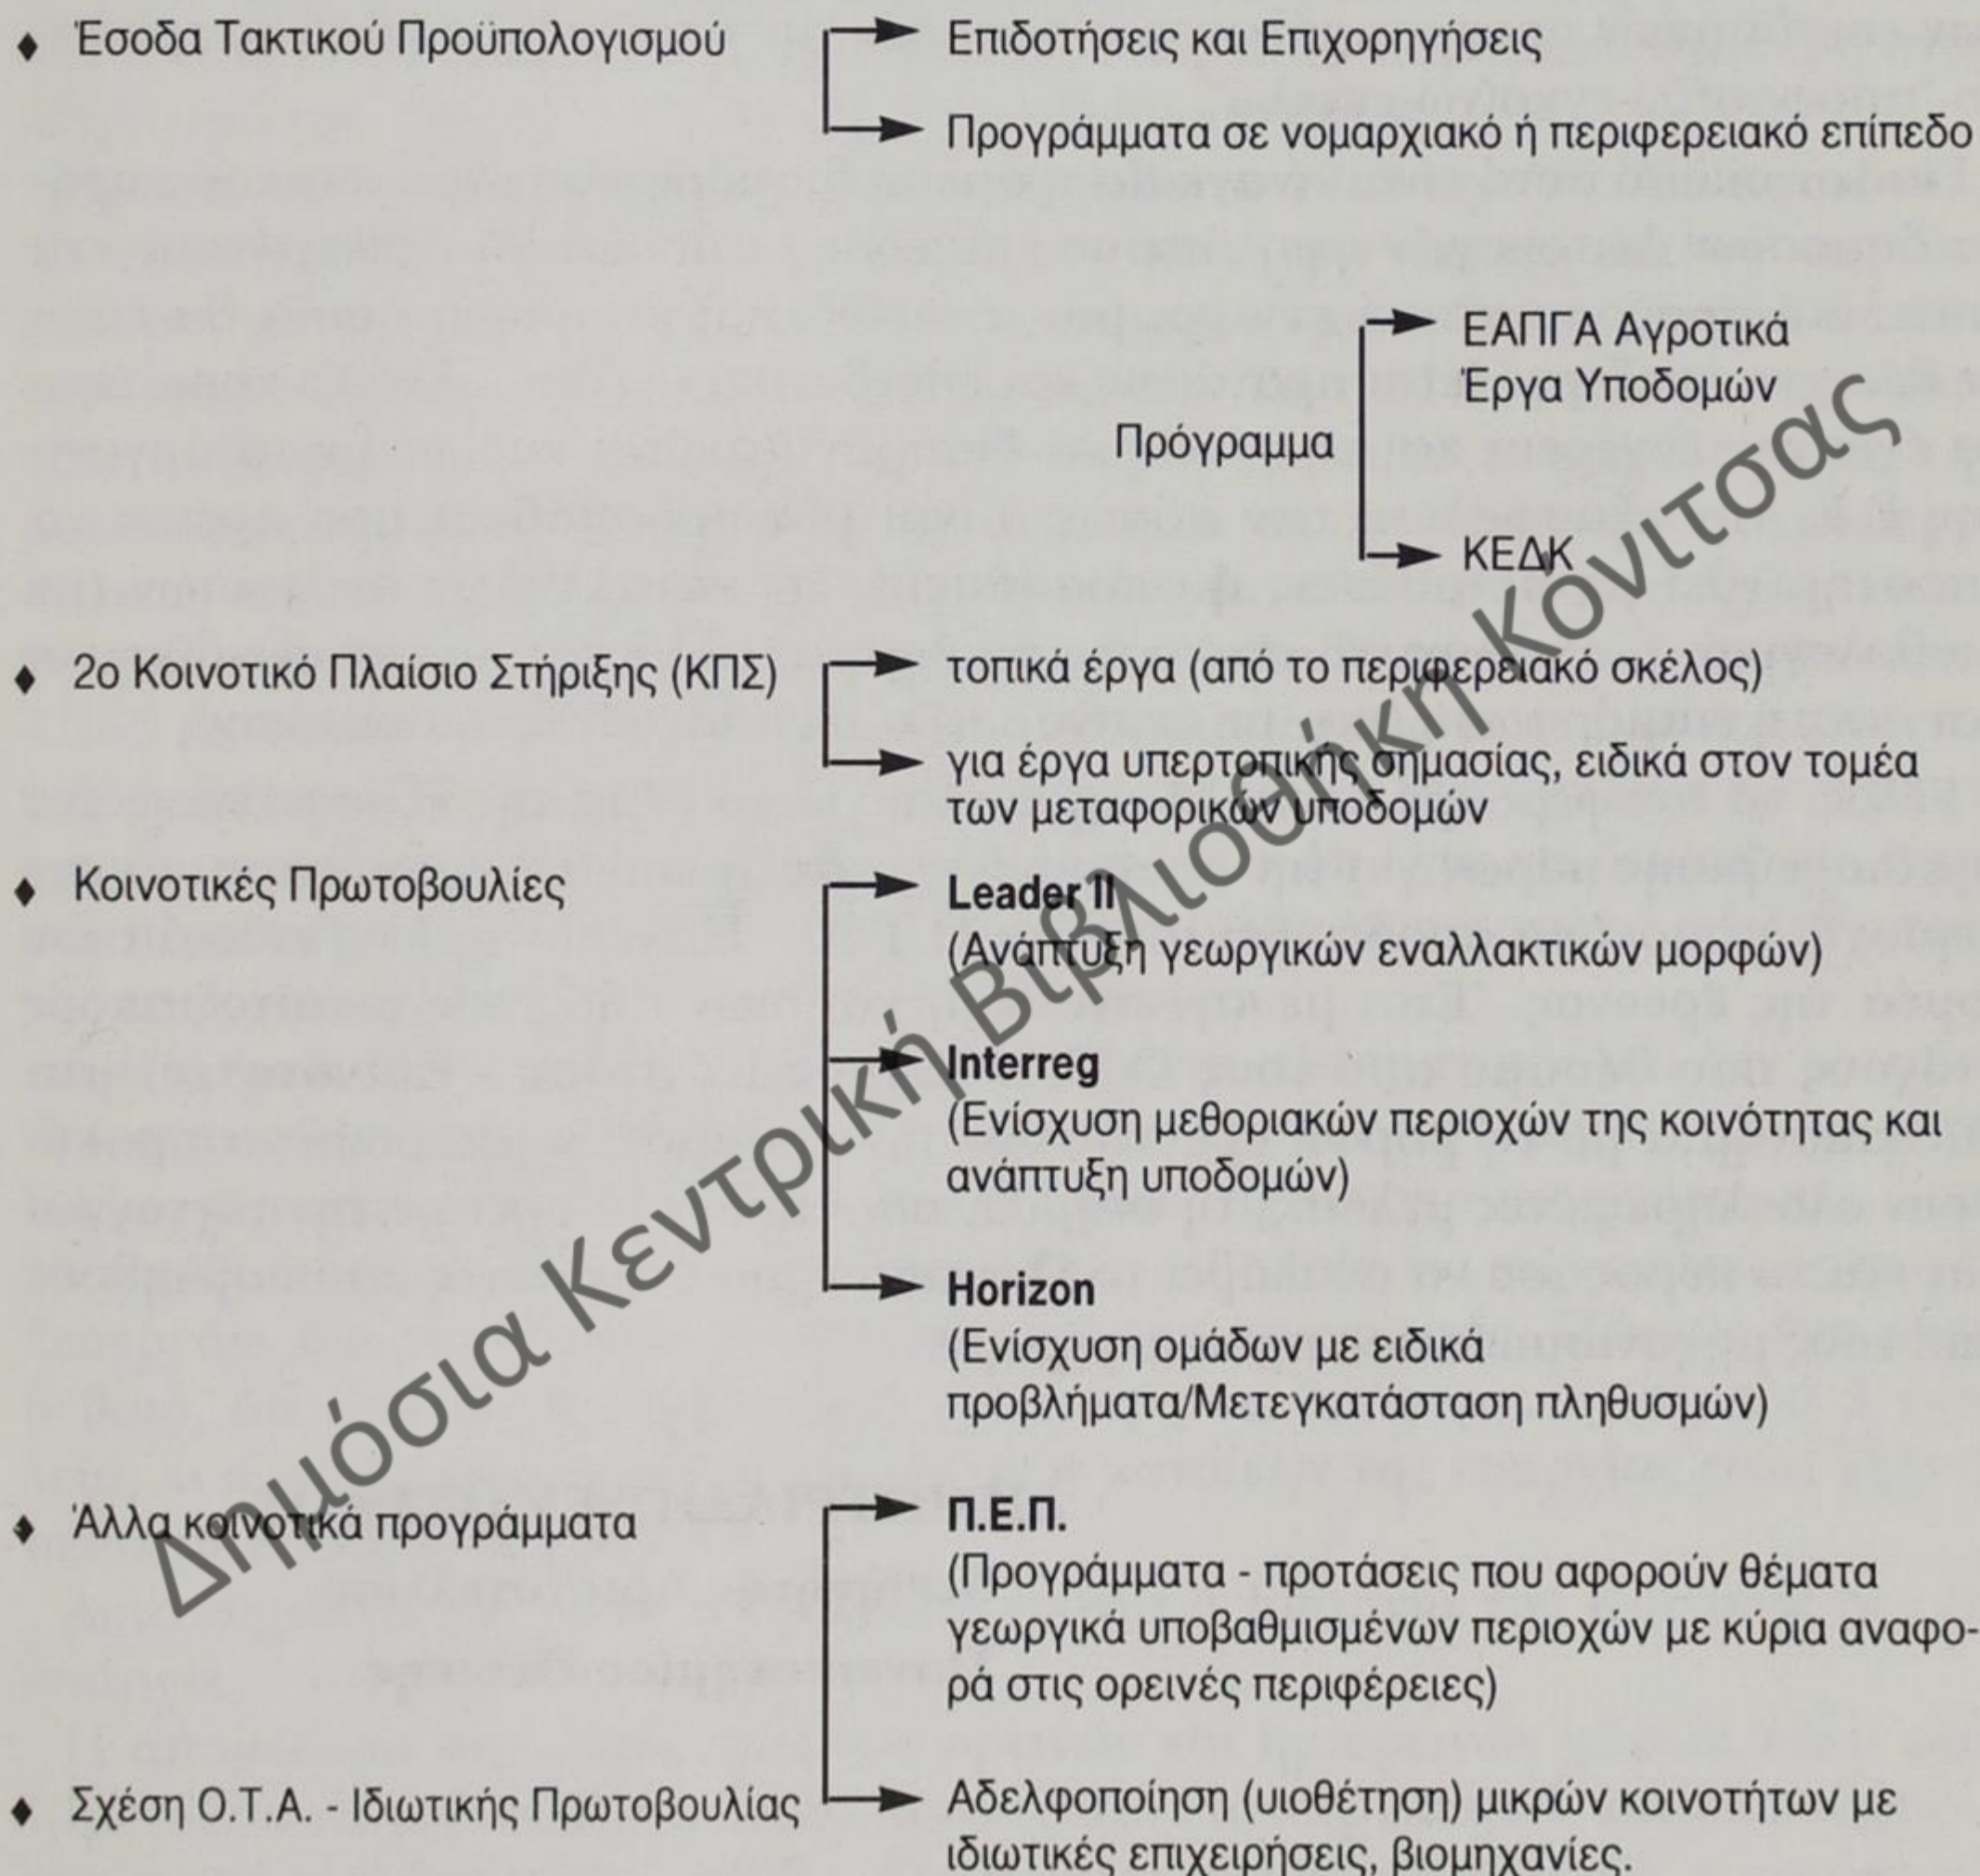 ♦ Έσοδα Τακτικού Προϋπολογισμού
Επιδοτήσεις και Επιχορηγήσεις
Προγράμματα σε νομαρχιακό ή περιφερειακό επίπεδο
Πρόγραμμα
ΕΑΠΓΑ Αγροτικά
Έργα Υποδομών
ΚΕΔΚ
♦ 2ο Κοινοτικό Πλαίσιο Στήριξης (ΚΠΣ)
τοπικά έργα (από το περιφερειακό σκέλος)
για έργα υπερτοπικής σημασίας, ειδικά στον τομέα
των μεταφορικών υποδομών
♦ Κοινοτικές Πρωτοβουλίες
Leader II
(Ανάπτυξη γεωργικών εναλλακτικών μορφών)
Interreg
(Ενίσχυση μεθοριακών περιοχών της κοινότητας και
ανάπτυξη υποδομών)
Horizon
(Ενίσχυση ομάδων με ειδικά
προβλήματα/Μετεγκατάσταση πληθυσμών)
♦ Άλλα κοινοτικά προγράμματα
Π.Ε.Π.
(Προγράμματα - προτάσεις που αφορούν θέματα
γεωργικά υποβαθμισμένων περιοχών με κύρια αναφο-
ρά στις ορεινές περιφέρειες)
♦ Σχέση Ο.Τ.Α. - Ιδιωτικής Πρωτοβουλίας
Αδελφοποίηση (υιοθέτηση) μικρών κοινοτήτων με
ιδιωτικές επιχειρήσεις, βιομηχανίες.
Δημόσια Κεντρική Βιβλιοθήκη Κόνιτσας